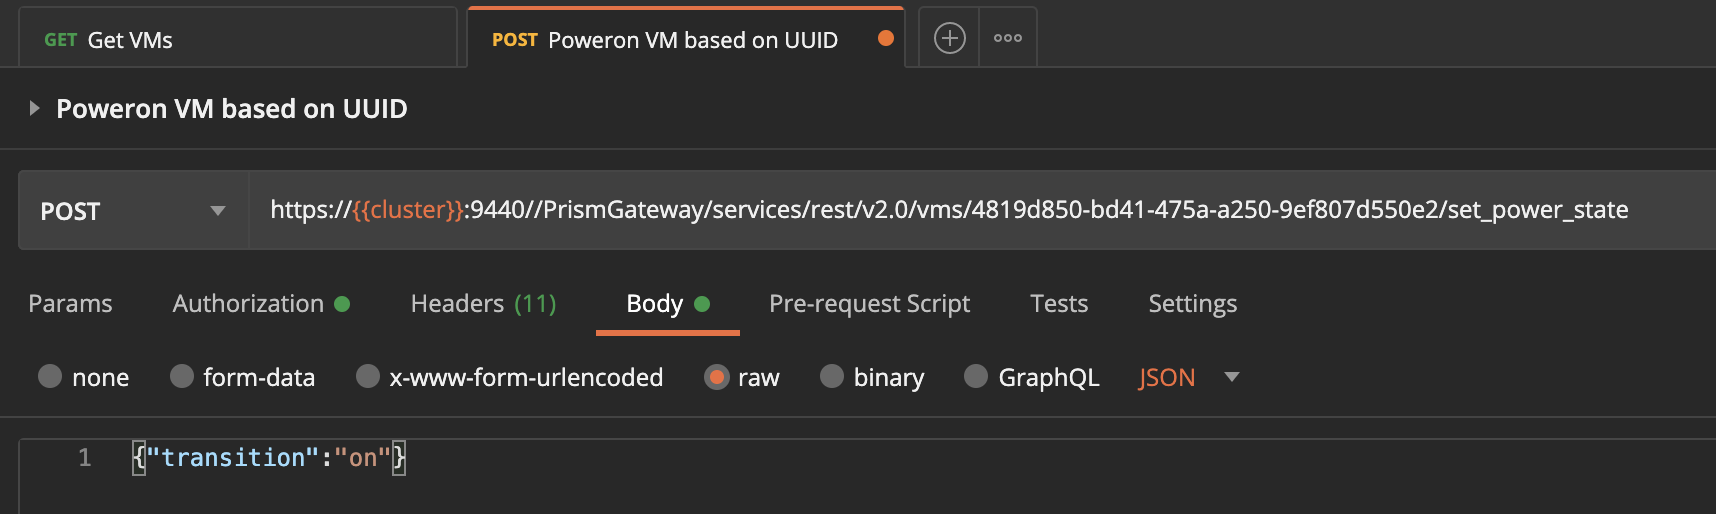 GET Get VMs
POST Poweron VM based on UUID
Poweron VM based on UUID
POST https://{{cluster}}:9440//PrismGateway/services/rest/v2.0/vms/4819d850-bd41-475a-a250-9ef807d550e2/set_power_state
Params Authorization Headers (11) Body Pre-request Script Tests Settings
none form-data x-www-form-urlencoded raw binary GraphQL JSON
1 {"transition":"on"}